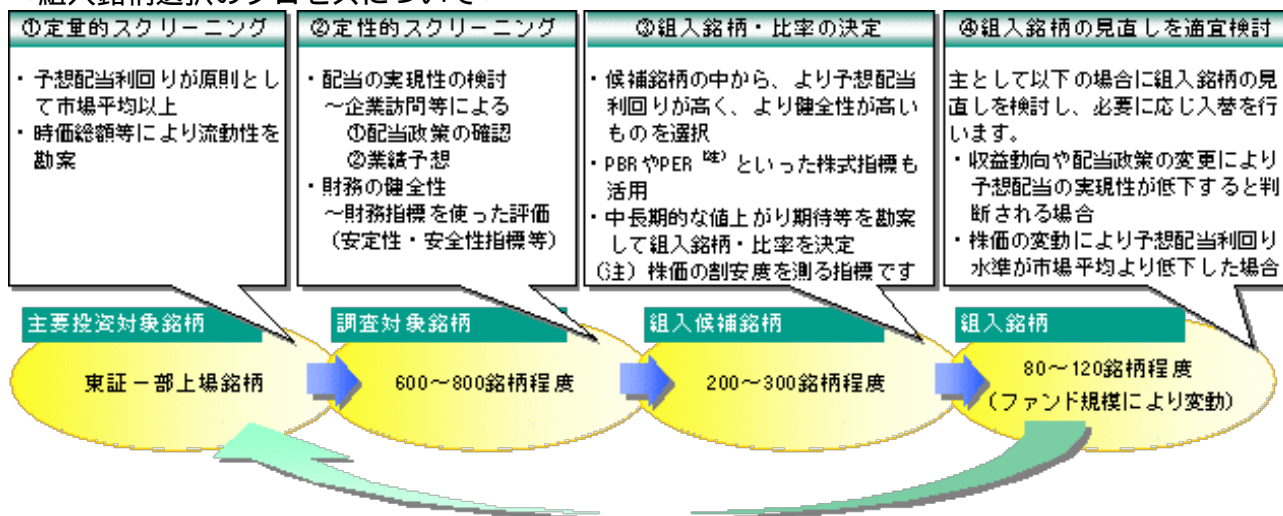 組入銘柄選択のプロセスについて
①定量的スクリーニング
・予想配当利回りが原則とし
て市場平均以上
・時価総額等により流動性を
勘案
②定性的スクリーニング
・配当の実現性の検討
～企業訪問等による
①配当政策の確認
②業績予想
・財務の健全性
～財務指標を使った評価
(安定性・安全性指標等)
③組入銘柄・比率の決定
・候補銘柄の中から、より予想配当
利回りが高く、より健全性が高い
ものを選択
・PBRやPER（注）といった株式指標も
活用
・中長期的な値上がり期待等を勘案
して組入銘柄・比率を決定
(注)株価の割安度を測る指標です
④組入銘柄の見直しを適宜検討
主として以下の場合に組入銘柄の見
直しを検討し、必要に応じ入替を行
います。
・収益動向や配当政策の変更により
予想配当の実現性が低下すると判
断される場合
・株価の変動により予想配当利回り
水準が市場平均より低下した場合
主要投資対象銘柄
東証一部上場銘柄
調査対象銘柄
600～800銘柄程度
組入候補銘柄
200～300銘柄程度
組入銘柄
80～120銘柄程度
(ファンド規模により変動)